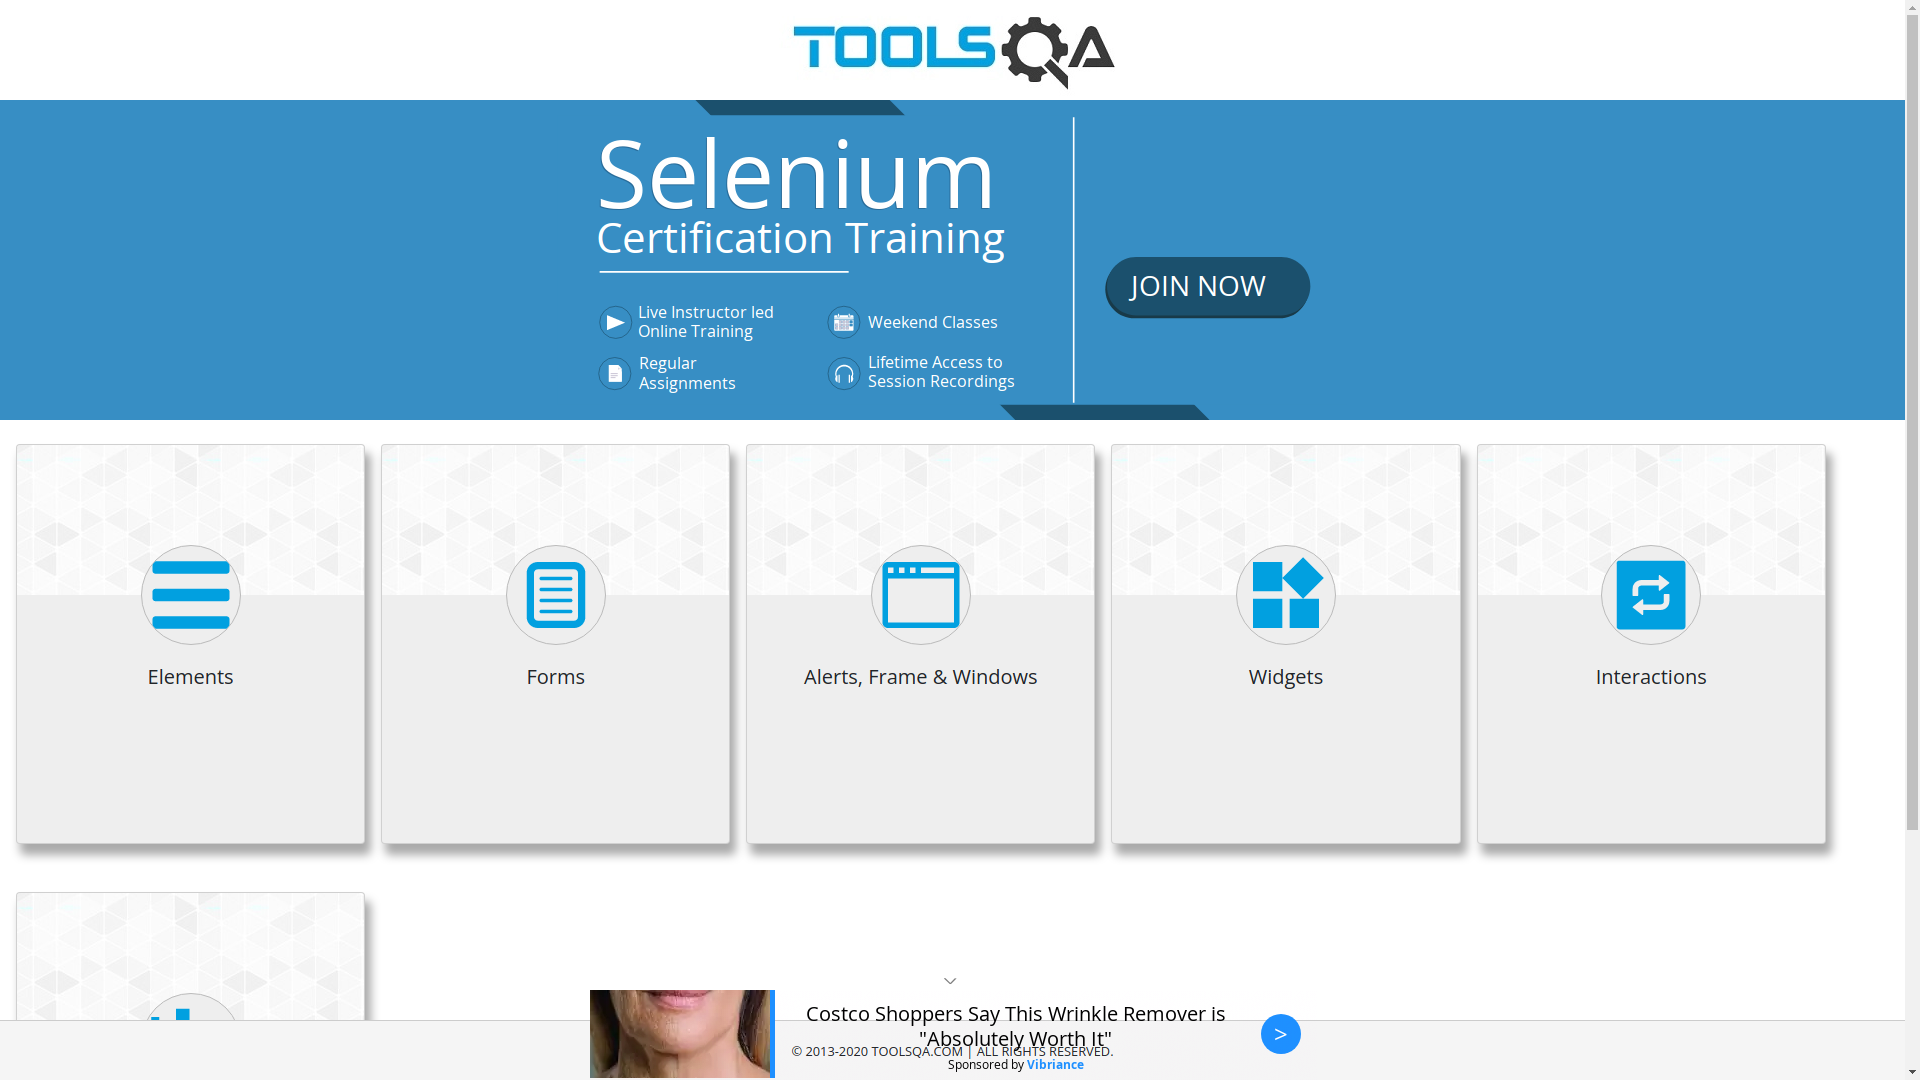 TOOLSQA
Selenium
Certification Training
Live Instructor led
Online Training
Weekend Classes
Regular
Assignments
Lifetime Access to
Session Recordings
JOIN NOW
Elements
Forms
Alerts, Frame & Windows
Widgets
Interactions
Costco Shoppers Say This Wrinkle Remover is
"Absolutely Worth It"
© 2013-2020 TOOLSQA.COM | ALL RIGHTS RESERVED.
Sponsored by Vibriance
>